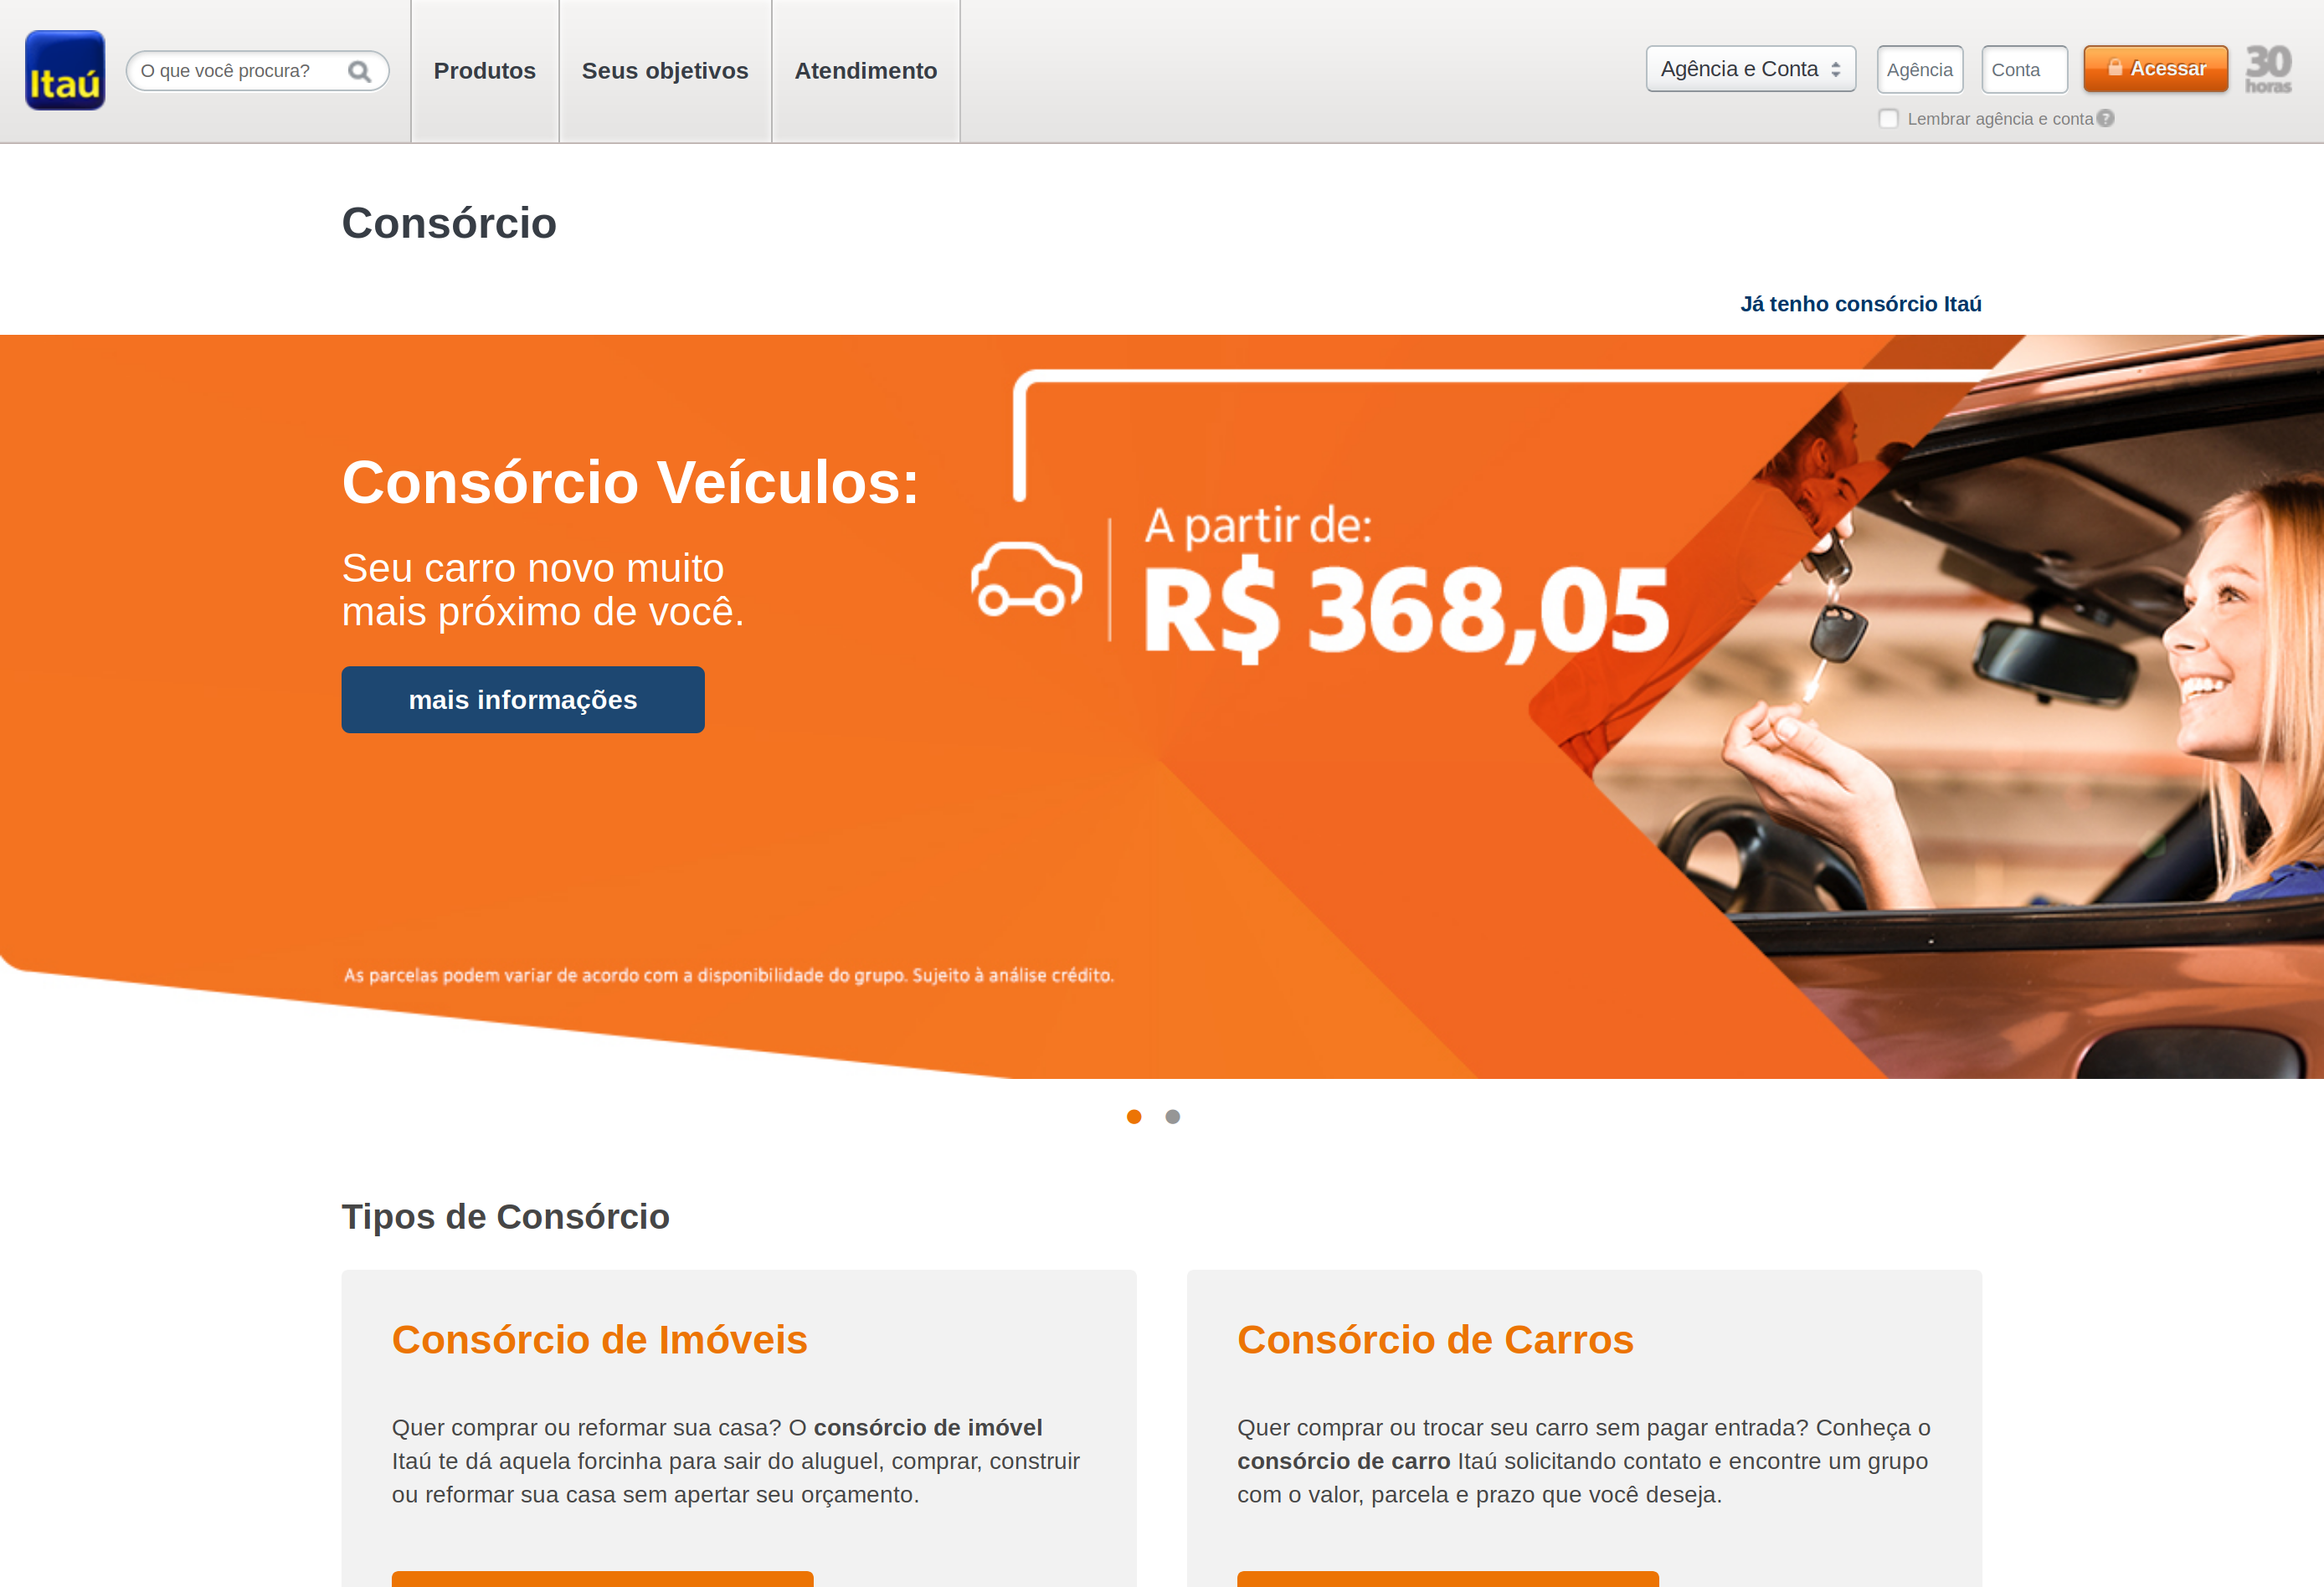 Itaú
O que você procura?
Produtos
Seus objetivos
Atendimento
Agência e Conta
Agência
Conta
Acessar
30
horas
Lembrar agência e conta ?
Consórcio
Já tenho consórcio Itaú
Consórcio Veículos:
Seu carro novo muito
mais próximo de você.
mais informações
A partir de:
R$ 368,05
As parcelas podem variar de acordo com a disponibilidade do grupo. Sujeito à análise crédito.
Tipos de Consórcio
Consórcio de Imóveis
Quer comprar ou reformar sua casa? O consórcio de imóvel
Itaú te dá aquela forcinha para sair do aluguel, comprar, construir
ou reformar sua casa sem apertar seu orçamento.
Consórcio de Carros
Quer comprar ou trocar seu carro sem pagar entrada? Conheça o
consórcio de carro Itaú solicitando contato e encontre um grupo
com o valor, parcela e prazo que você deseja.